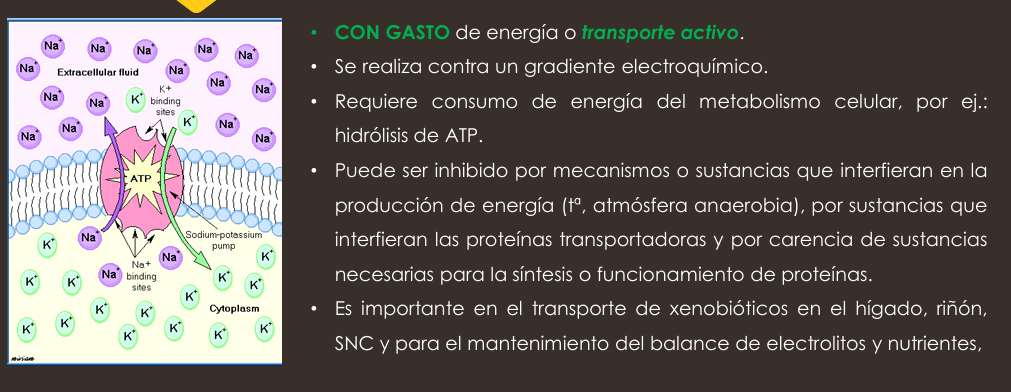 • CON GASTO de energía o transporte activo.
• Se realiza contra un gradiente electroquímico.
• Requiere consumo de energía del metabolismo celular, por ej.:
hidrólisis de ATP.
• Puede ser inhibido por mecanismos o sustancias que interfieran en la
producción de energía (tª, atmósfera anaerobia), por sustancias que
interfieran las proteínas transportadoras y por carencia de sustancias
necesarias para la síntesis o funcionamiento de proteínas.
• Es importante en el transporte de xenobióticos en el hígado, riñón,
SNC y para el mantenimiento del balance de electrolitos y nutrientes,
Na+ Na+ Na+ Na+
Na+ Na+ Na+
Extracellular fluid
Na+ Na+ K+
K+
binding
sites
Na+ Na+ K+ Na+ Na+
ATP
Sodium-potassium
pump
K+ Na+ Na+ K+
Na+
Na+
binding
sites
K+ K+ K+ K+
K+ K+ K+
Cytoplasm
K+ K+ K+ K+ K+ K+